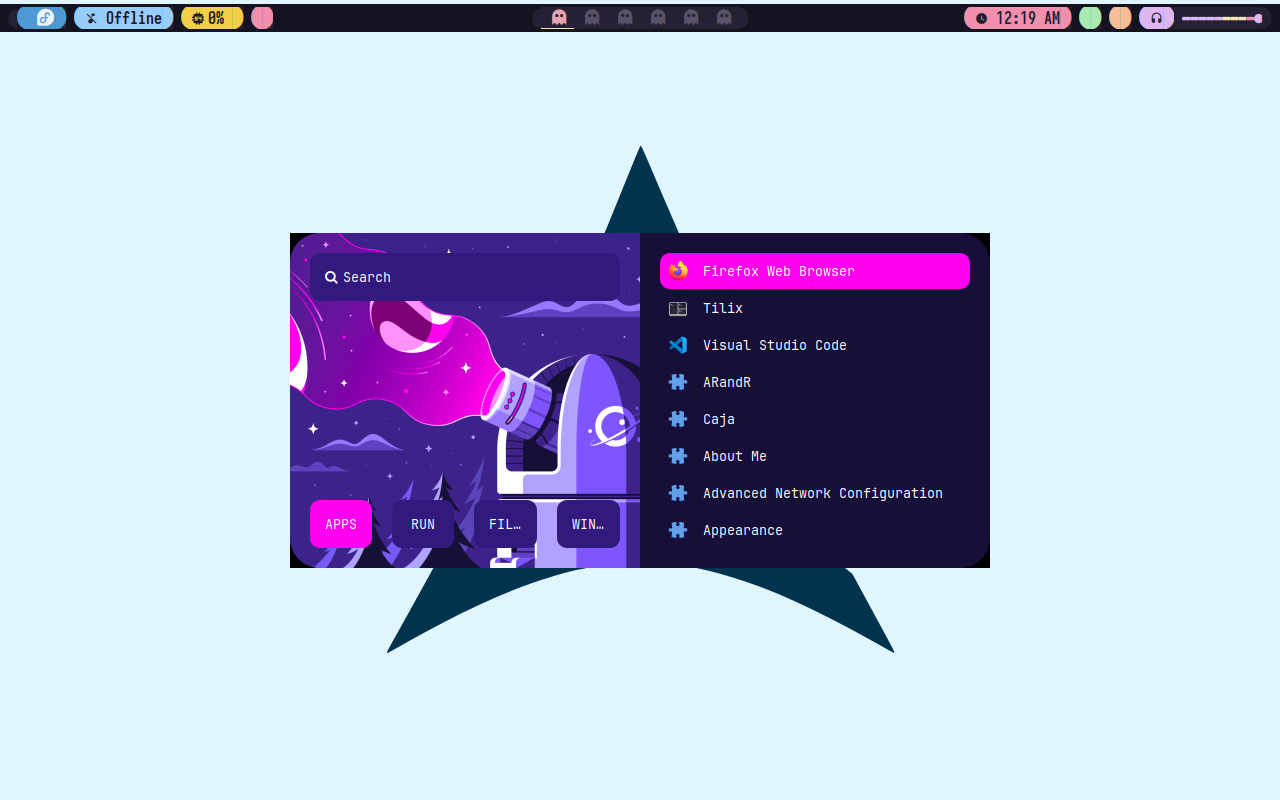 Offline
0%
12:19 AM
Search
APPS
RUN
FIL…
WIN…
Firefox Web Browser
Tilix
Visual Studio Code
ARandR
Caja
About Me
Advanced Network Configuration
Appearance